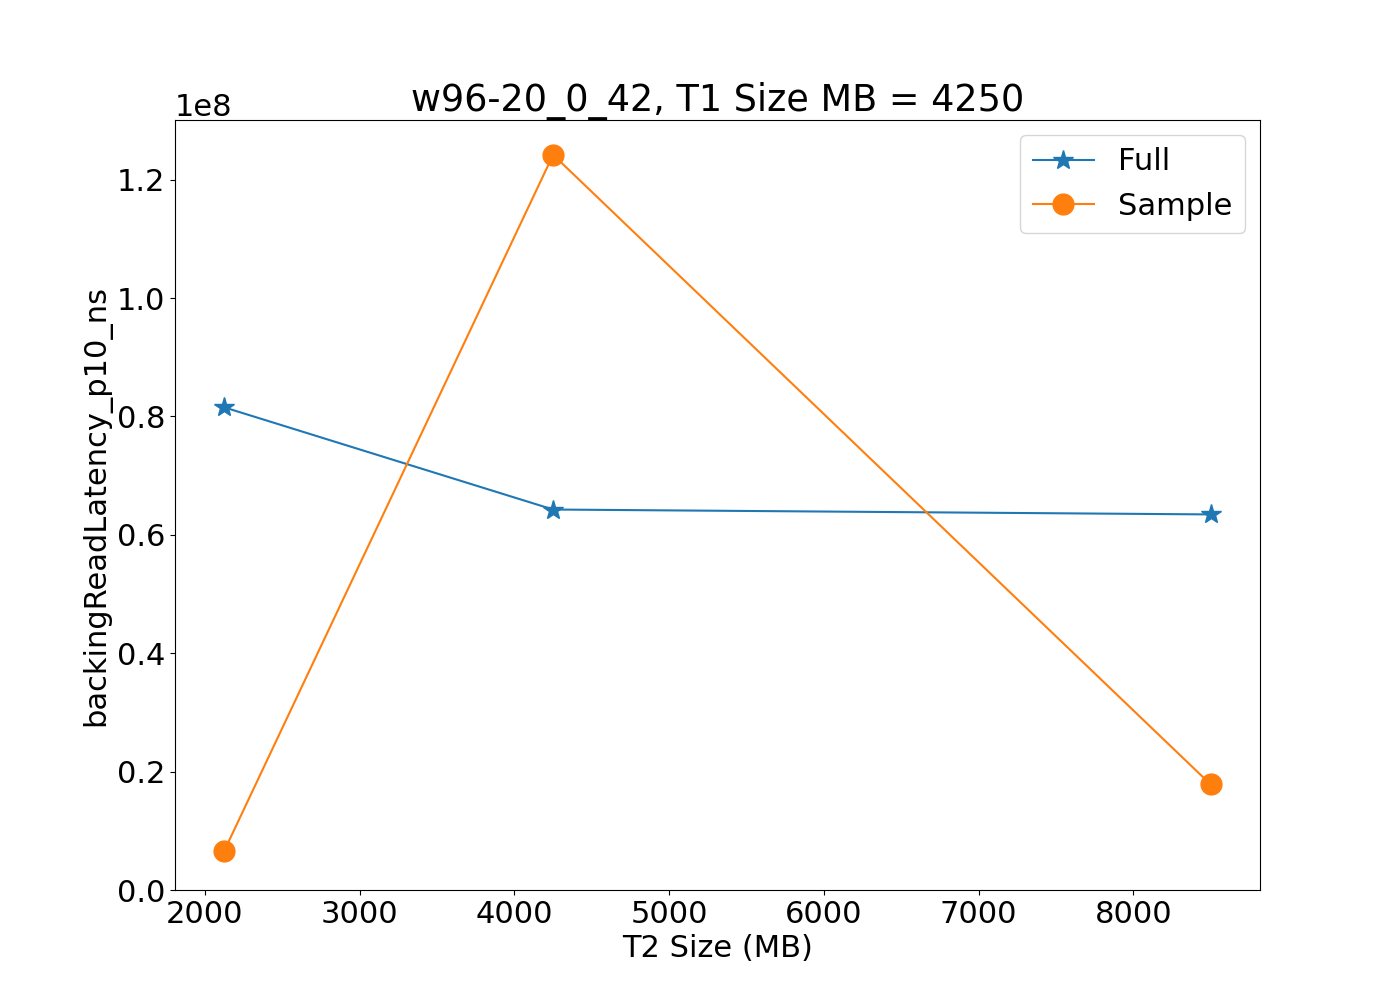 w96-20_0_42, T1 Size MB = 4250
1e8
Full
Sample
1.2
1.0
0.8
0.6
0.4
0.2
0.0
backingReadLatency_p10_ns
2000 3000 4000 5000 6000 7000 8000
T2 Size (MB)